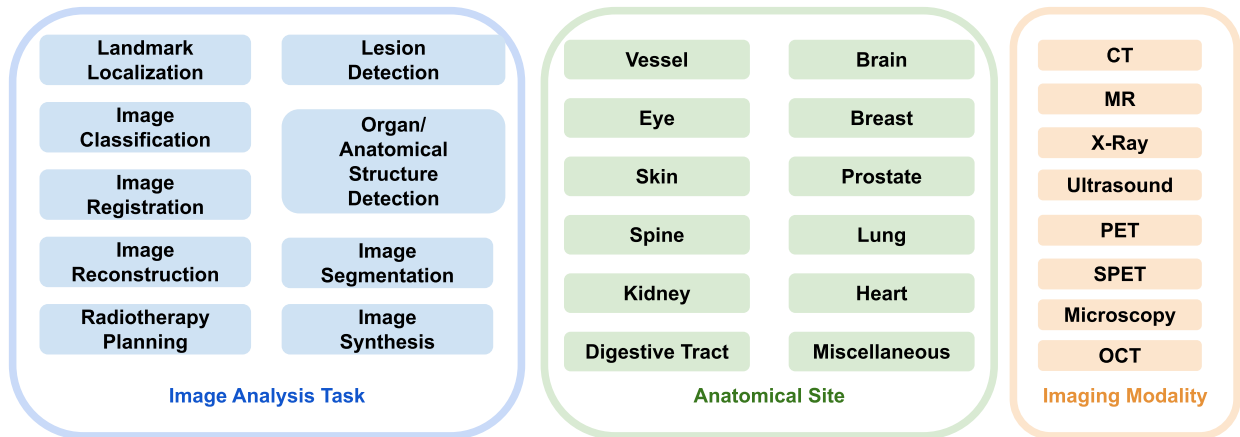 Landmark
Localization
Image
Classification
Image
Registration
Image
Reconstruction
Radiotherapy
Planning
Lesion
Detection
Organ/
Anatomical
Structure
Detection
Image
Segmentation
Image
Synthesis
Image Analysis Task
Vessel
Eye
Skin
Spine
Kidney
Digestive Tract
Brain
Breast
Prostate
Lung
Heart
Miscellaneous
Anatomical Site
CT
MR
X-Ray
Ultrasound
PET
SPET
Microscopy
OCT
Imaging Modality